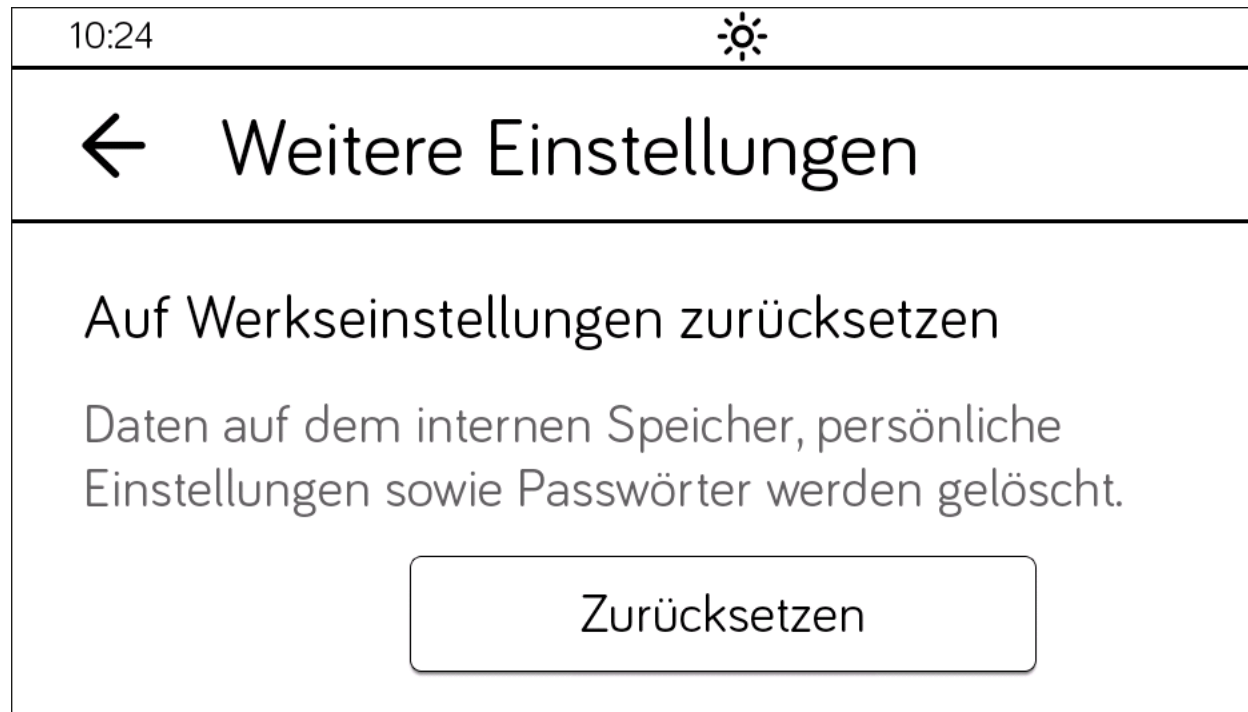 10:24
Weitere Einstellungen
Auf Werkseinstellungen zurücksetzen
Daten auf dem internen Speicher, persönliche
Einstellungen sowie Passwörter werden gelöscht.
Zurücksetzen